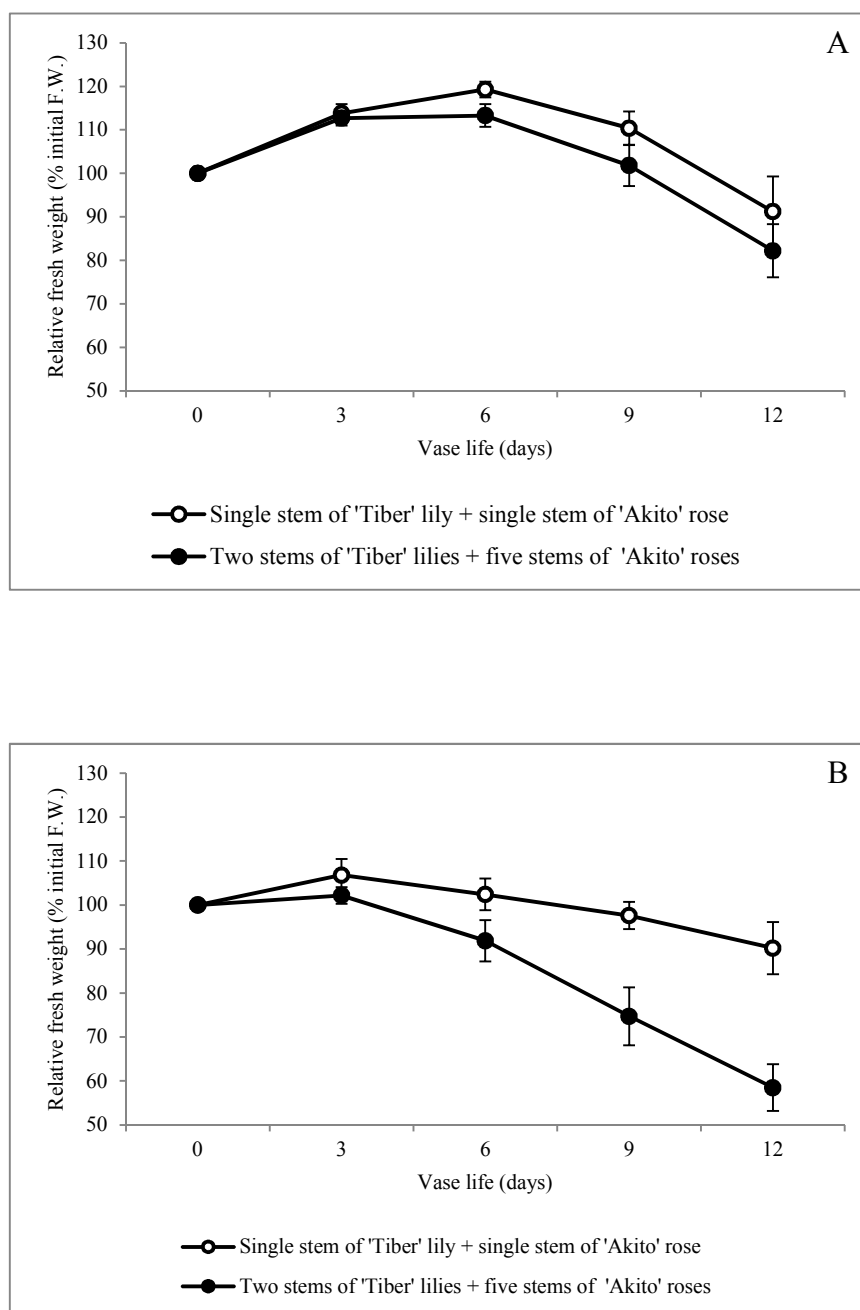 A
130
120
110
100
90
80
70
60
50
Relative fresh weight (% initial F.W.)
0 3 6 9 12
Vase life (days)
Single stem of 'Tiber' lily + single stem of 'Akito' rose
Two stems of 'Tiber' lilies + five stems of 'Akito' roses
B
130
120
110
100
90
80
70
60
50
Relative fresh weight (% initial F.W.)
0 3 6 9 12
Vase life (days)
Single stem of 'Tiber' lily + single stem of 'Akito' rose
Two stems of 'Tiber' lilies + five stems of 'Akito' roses